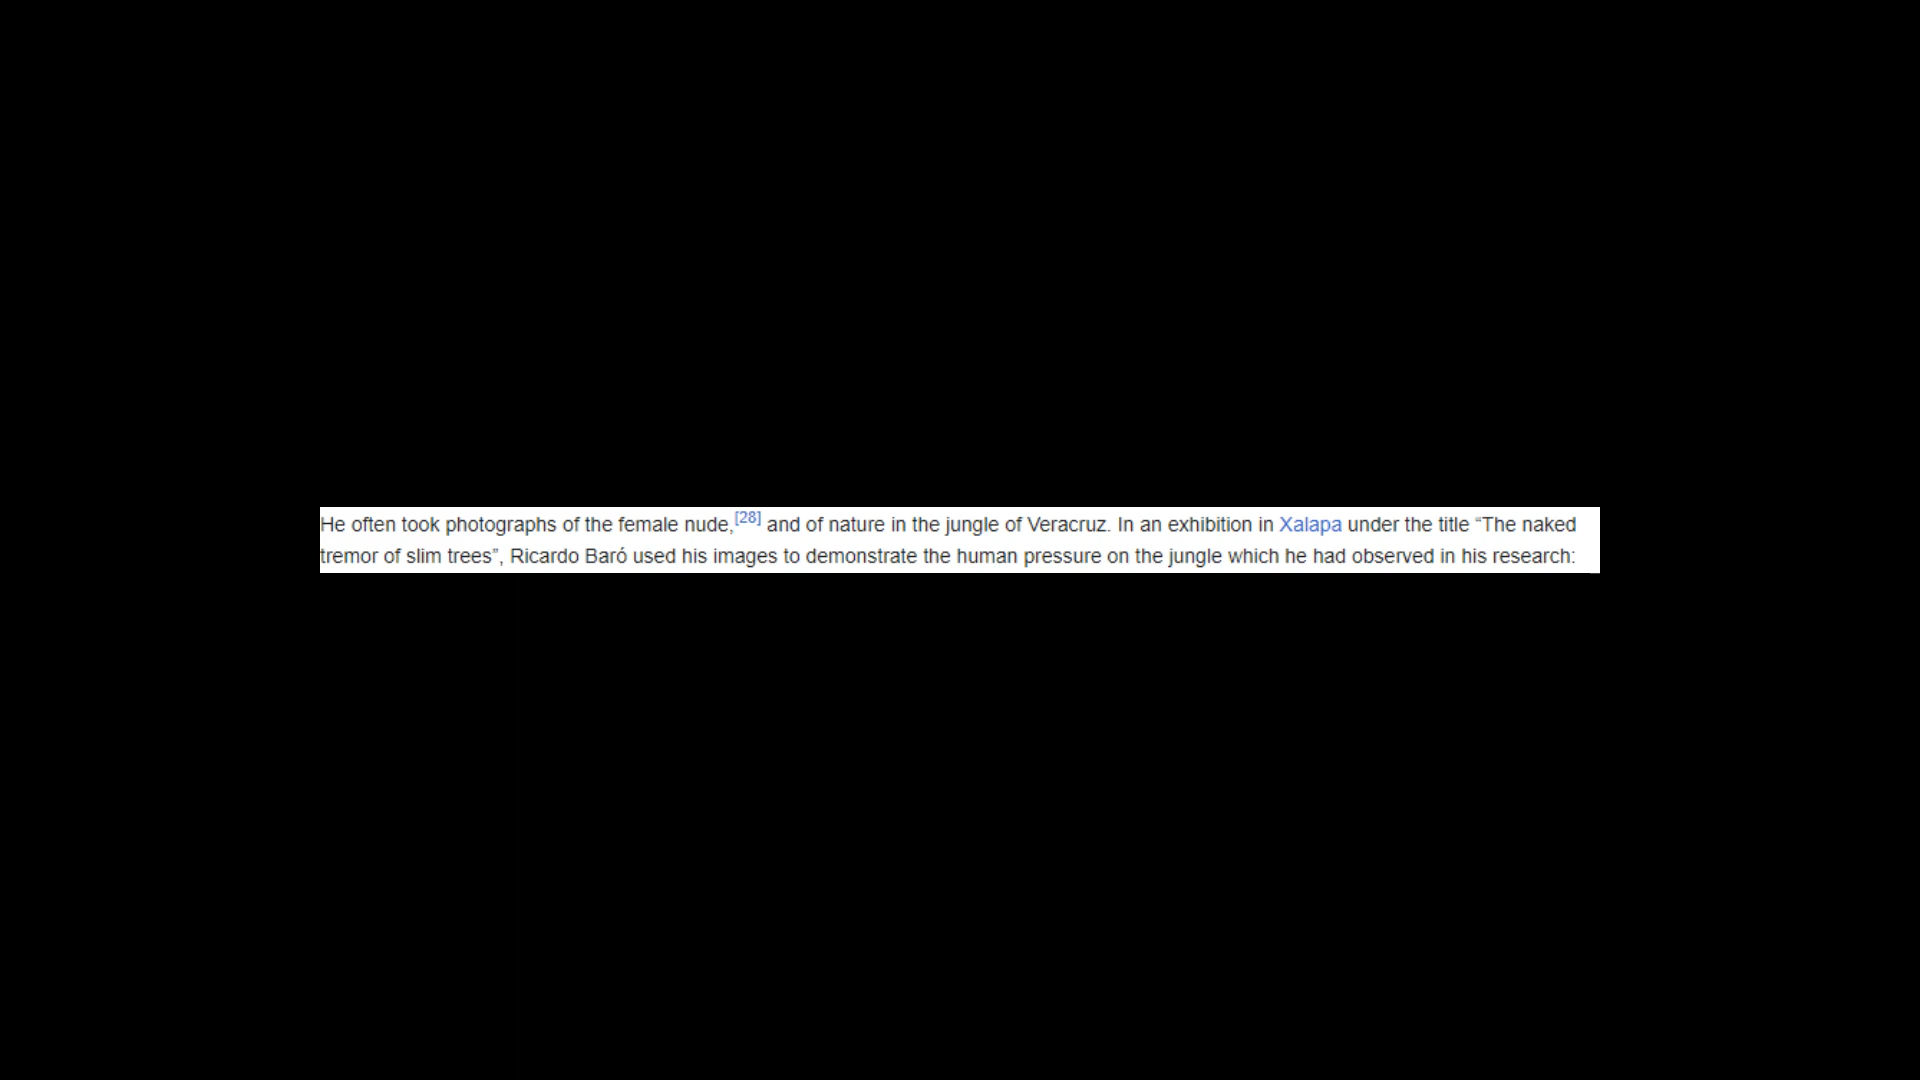 He often took photographs of the female nude,[28] and of nature in the jungle of Veracruz. In an exhibition in Xalapa under the title “The naked
tremor of slim trees”, Ricardo Baró used his images to demonstrate the human pressure on the jungle which he had observed in his research: